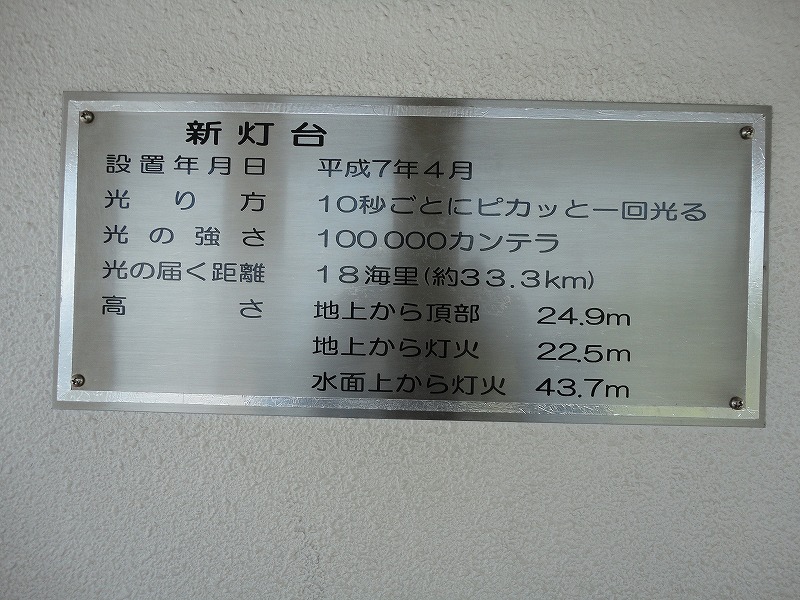 新灯台
設置年月日 平成7年4月
光り方 10秒ごとにピカッと一回光る
光の強さ 100000カンテラ
光の届く距離 18海里(約33.3km)
高さ 地上から頂部 24.9m
地上から灯火 22.5m
水面上から灯火 43.7m